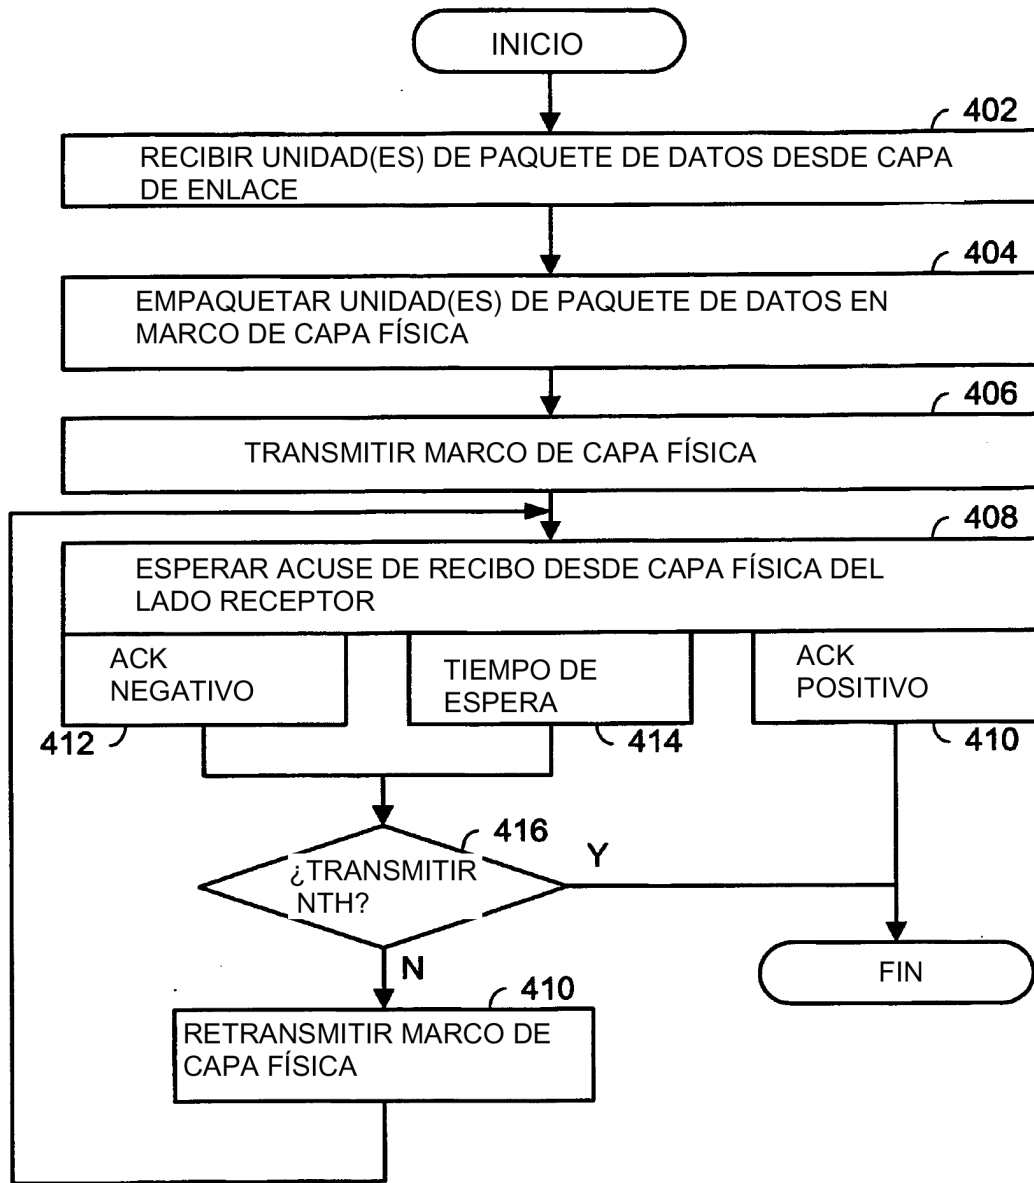 INICIO
402
RECIBIR UNIDAD(ES) DE PAQUETE DE DATOS DESDE CAPA
DE ENLACE
404
EMPAQUETAR UNIDAD(ES) DE PAQUETE DE DATOS EN
MARCO DE CAPA FÍSICA
406
TRANSMITIR MARCO DE CAPA FÍSICA
408
ESPERAR ACUSE DE RECIBO DESDE CAPA FÍSICA DEL
LADO RECEPTOR
ACK
NEGATIVO
412
TIEMPO DE
ESPERA
414
ACK
POSITIVO
410
416
¿TRANSMITIR
NTH?
Y
N
FIN
410
RETRANSMITIR MARCO DE
CAPA FÍSICA